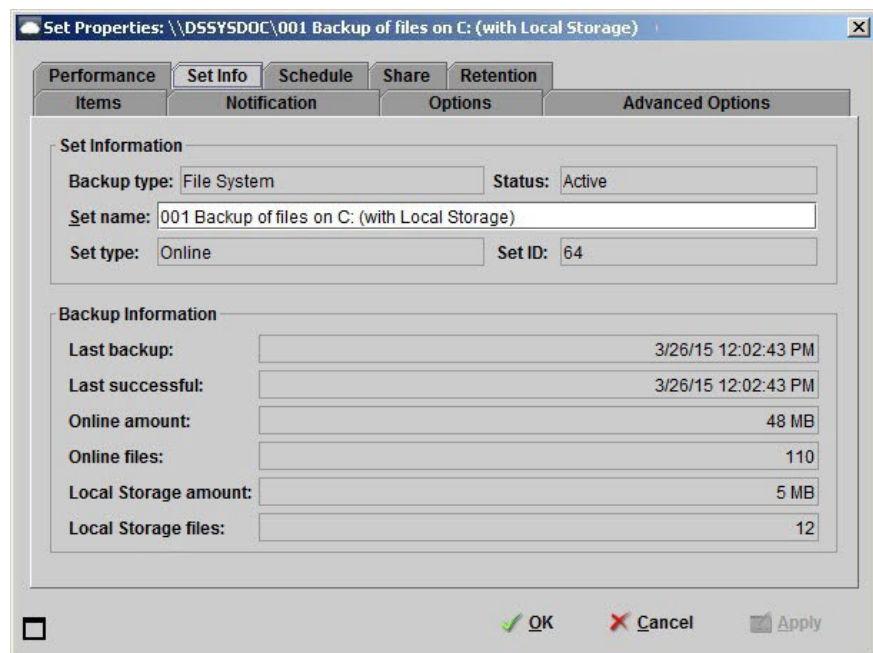 Set Properties: \\DSSYSDOC\001 Backup of files on C: (with Local Storage)
Performance Set Info Schedule Share Retention
Items Notification Options Advanced Options
Set Information
Backup type: File System Status: Active
Set name: 001 Backup of files on C: (with Local Storage)
Set type: Online Set ID: 64
Backup Information
Last backup: 3/26/15 12:02:43 PM
Last successful: 3/26/15 12:02:43 PM
Online amount: 48 MB
Online files: 110
Local Storage amount: 5 MB
Local Storage files: 12
OK Cancel Apply